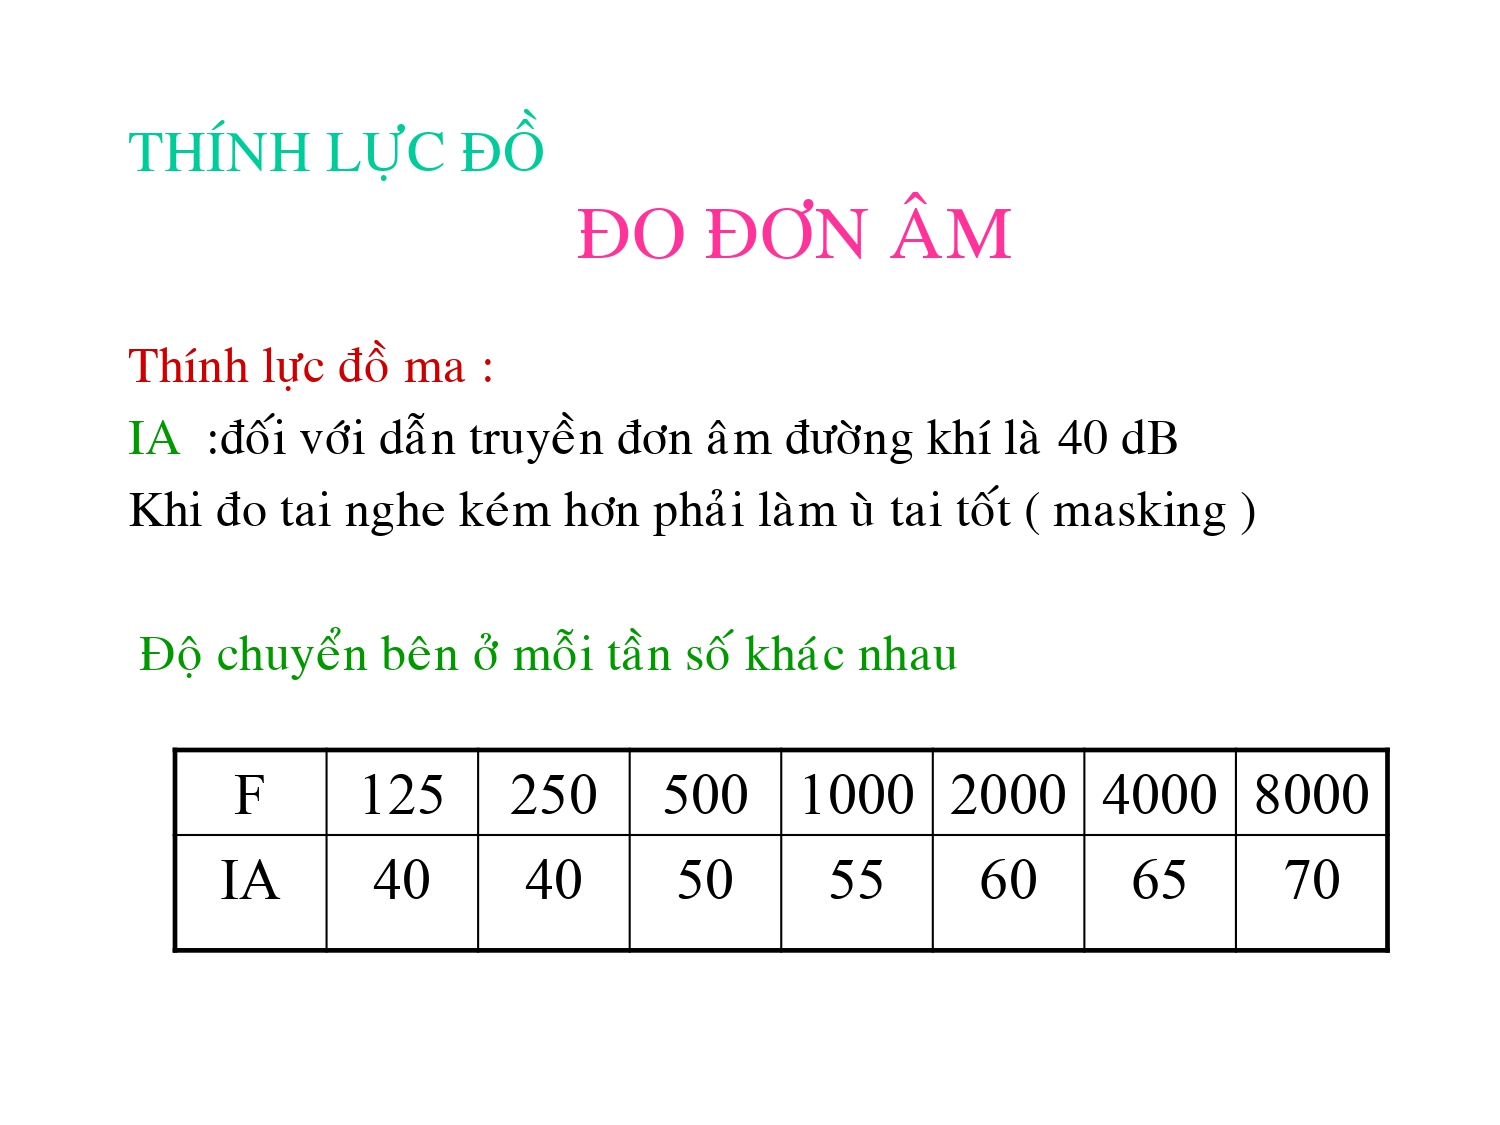 THÍNH LỰC ĐỒ
ĐO ĐƠN ÂM
Thính lực đồ ma :
IA :đối với dẫn truyền đơn âm đường khí là 40 dB
Khi đo tai nghe kém hơn phải làm ù tai tốt ( masking )
Độ chuyển bên ở mỗi tần số khác nhau
F 125 250 500 1000 2000 4000 8000
IA 40 40 50 55 60 65 70